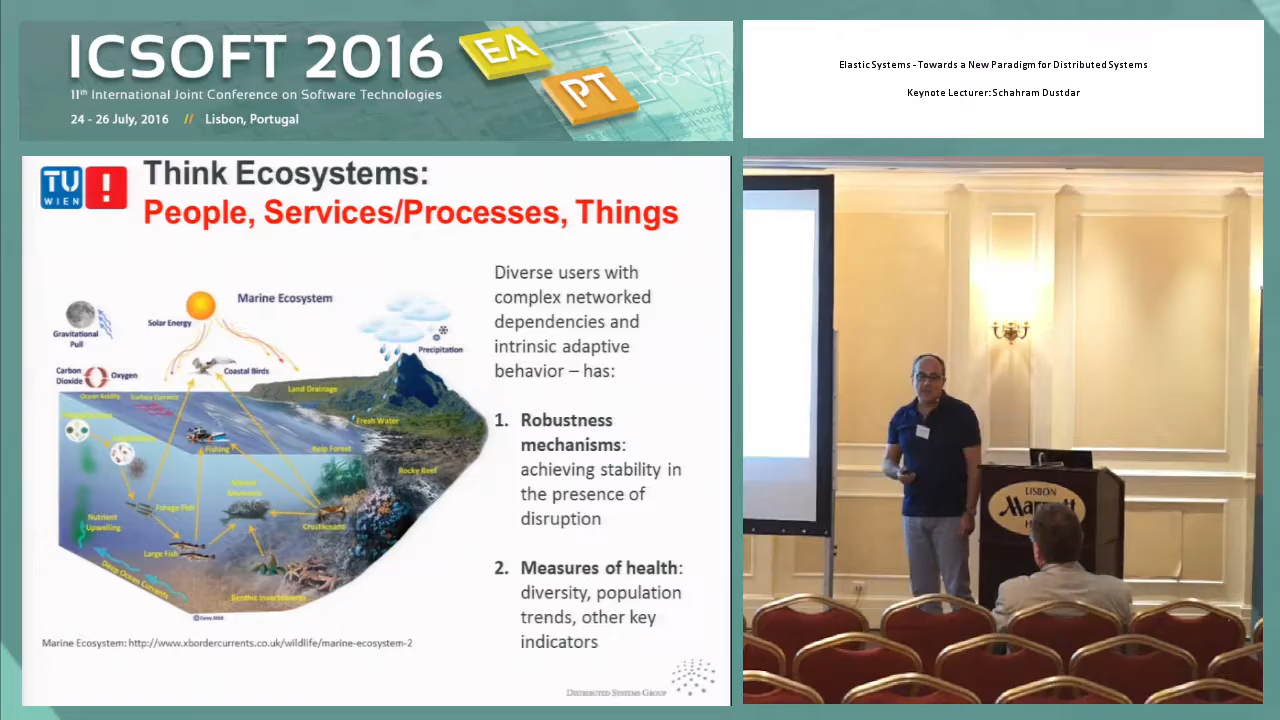 ICSOFT 2016
EA
PT
11th International Joint Conference on Software Technologies
24 - 26 July, 2016 // Lisbon, Portugal
Elastic Systems - Towards a New Paradigm for Distributed Systems
Keynote Lecturer: Schahram Dustdar
TU
WIEN
!
Think Ecosystems:
People, Services/Processes, Things
Marine Ecosystem
Solar Energy
Gravitational
Pull
Precipitation
Carbon
Dioxide
Oxygen
Coastal Birds
Land Drainage
Ocean Acidity
Surface Currents
Fresh Water
Fishing
Kelp Forest
Rocky Reef
Forage Fish
Nutrient
Upwelling
Crustaceans
Large Fish
Deep Ocean Currents
Benthic Invertebrates
Diverse users with
complex networked
dependencies and
intrinsic adaptive
behavior – has:
1. Robustness
mechanisms:
achieving stability in
the presence of
disruption
2. Measures of health:
diversity, population
trends, other key
indicators
Marine Ecosystem: http://www.xbordercurrents.co.uk/wildlife/marine-ecosystem-2
Distributed Systems Group
LISBON
Marriott